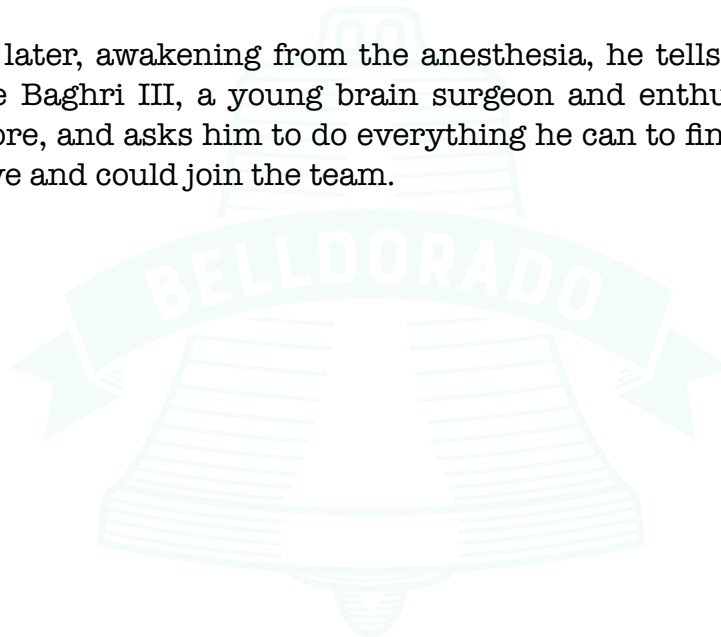 later, awakening from the anesthesia, he tells
Baghri III, a young brain surgeon and
and asks him to do everything he can to
and could join the team.
BELLDORADO